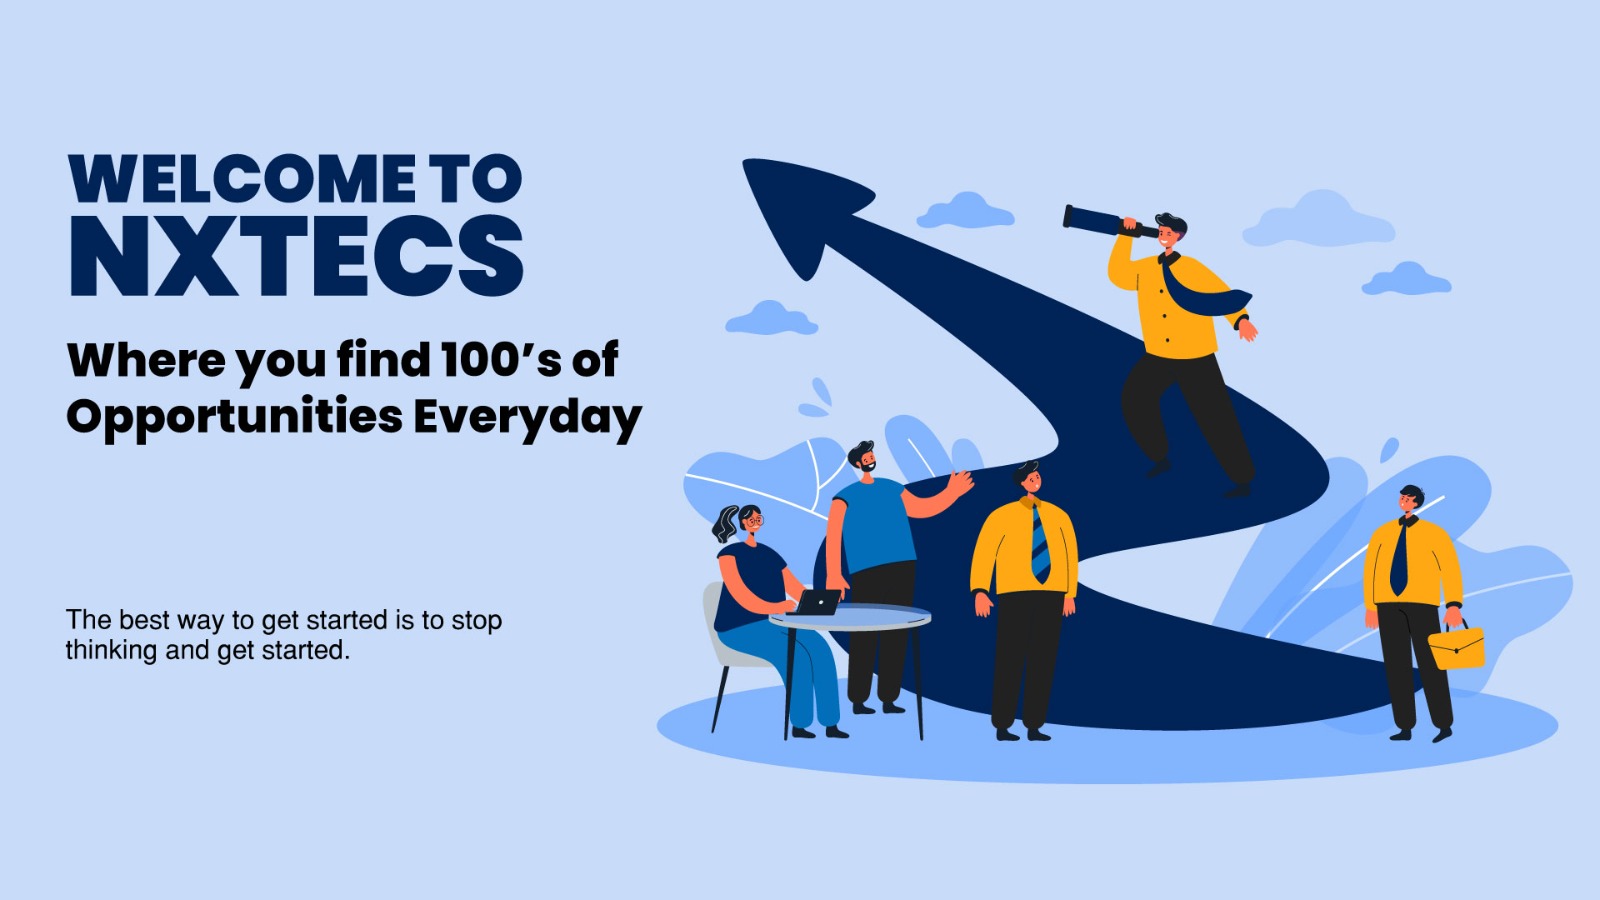 WELCOME TO
NXTECS
Where you find 100’s of
Opportunities Everyday
The best way to get started is to stop
thinking and get started.